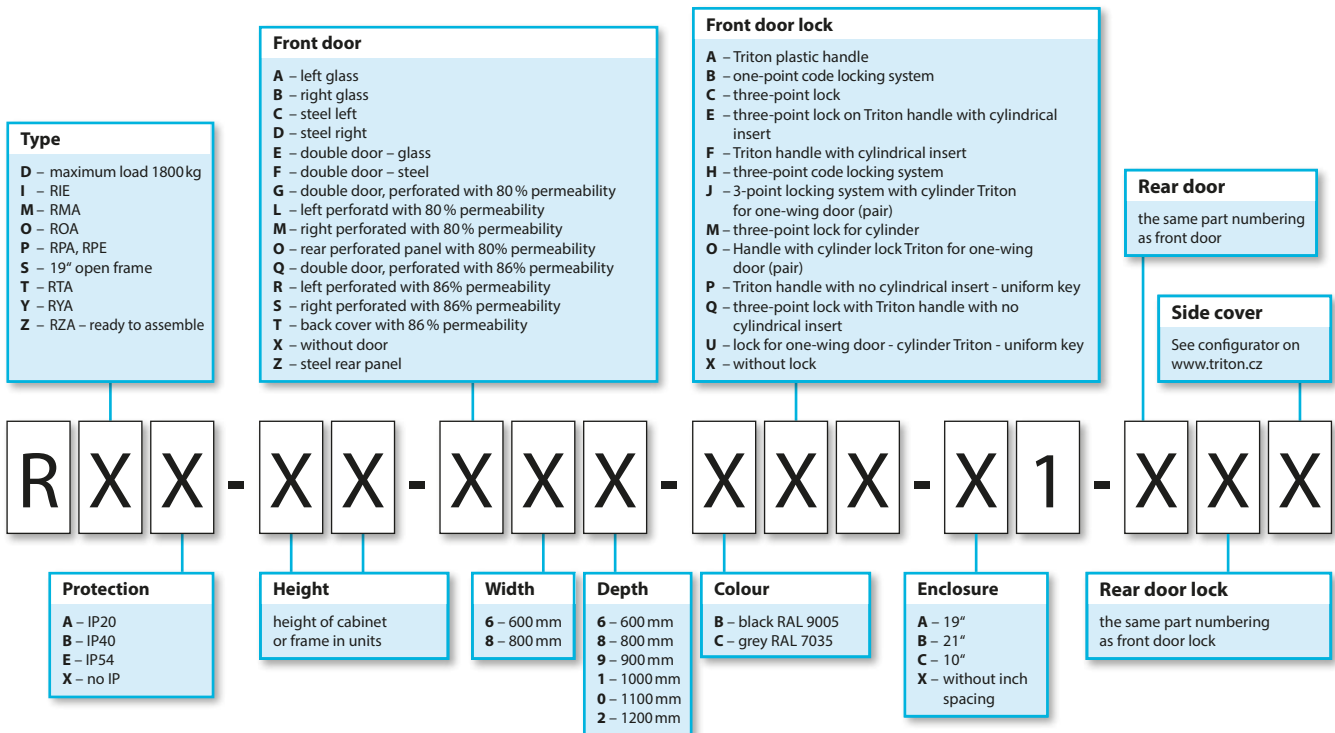 Type
D – maximum load 1800 kg
I – RIE
M – RMA
O – ROA
P – RPA, RPE
S – 19“ open frame
T – RTA
Y – RYA
Z – RZA – ready to assemble
Front door
A – left glass
B – right glass
C – steel left
D – steel right
E – double door – glass
F – double door – steel
G – double door, perforated with 80 % permeability
L – left perforatd with 80 % permeability
M – right perforated with 80 % permeability
O – rear perforated panel with 80% permeability
Q – double door, perforated with 86% permeability
R – left perforated with 86% permeability
S – right perforated with 86% permeability
T – back cover with 86 % permeability
X – without door
Z – steel rear panel
Front door lock
A – Triton plastic handle
B – one-point code locking system
C – three-point lock
E – three-point lock on Triton handle with cylindrical
insert
F – Triton handle with cylindrical insert
H – three-point code locking system
J – 3-point locking system with cylinder Triton
for one-wing door (pair)
M – three-point lock for cylinder
O – Handle with cylinder lock Triton for one-wing
door (pair)
P – Triton handle with no cylindrical insert - uniform key
Q – three-point lock with Triton handle with no
cylindrical insert
U – lock for one-wing door - cylinder Triton - uniform key
X – without lock
Rear door
the same part numbering
as front door
Side cover
See configurator on
www.triton.cz
R X X - X X - X X X - X X X - X 1 - X X X
Protection
A – IP20
B – IP40
E – IP54
X – no IP
Height
height of cabinet
or frame in units
Width
6 – 600 mm
8 – 800 mm
Depth
6 – 600 mm
8 – 800 mm
9 – 900 mm
1 – 1000 mm
0 – 1100 mm
2 – 1200 mm
Colour
B – black RAL 9005
C – grey RAL 7035
Enclosure
A – 19“
B – 21“
C – 10“
X – without inch
spacing
Rear door lock
the same part numbering
as front door lock